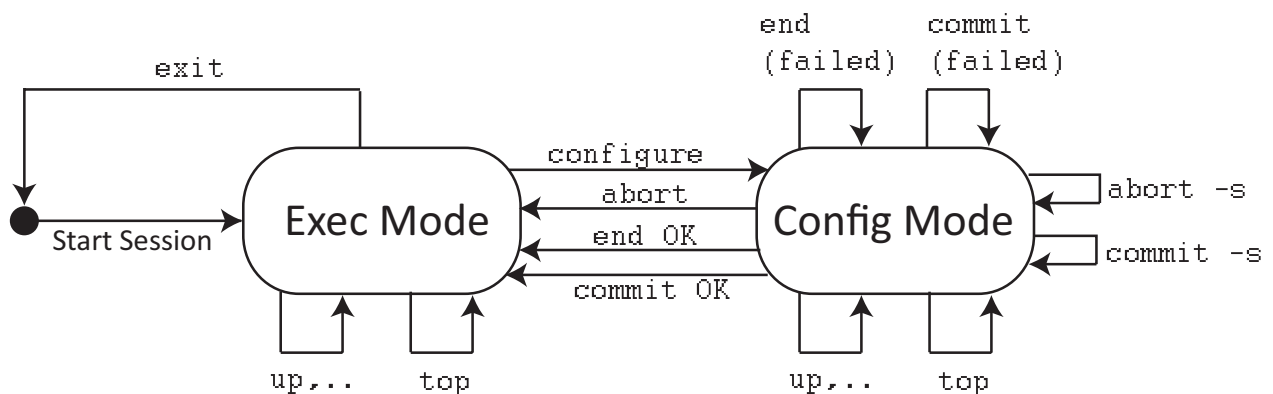 end
(failed)
commit
(failed)
exit
configure
abort
abort -s
Exec Mode
Config Mode
Start Session
end OK
commit -s
commit OK
up,..
top
up,..
top